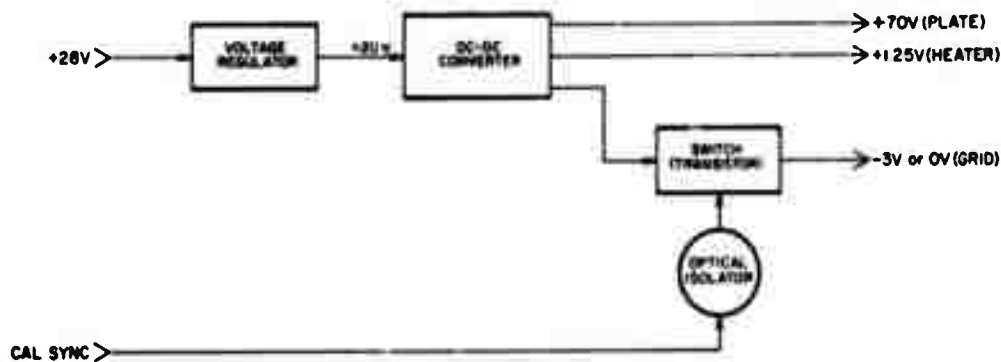 +70V (PLATE)
+28V
VOLTAGE
REGULATOR
DC-DC
CONVERTER
+1.25V (HEATER)
SWITCH
(TRANSISTOR)
-3V or 0V (GRID)
OPTICAL
ISOLATOR
CAL SYNC